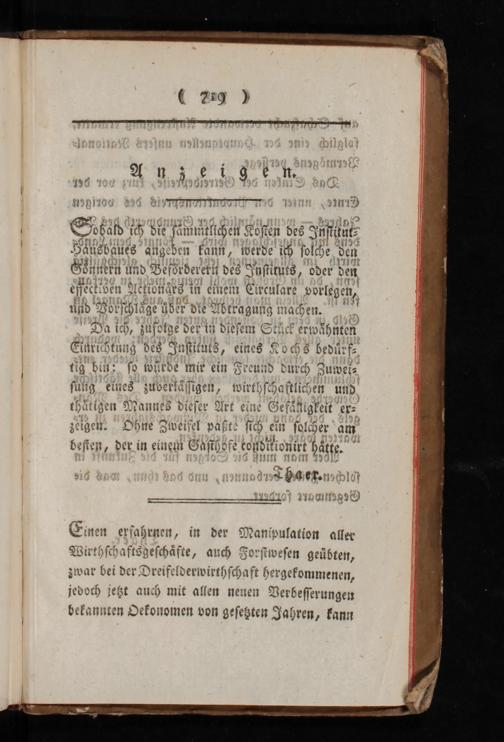 ( 719 )
Anzeigen.
Sobald ich die sämmtlichen Kosten des Institut-
Hausbaues angeben kann, werde ich solche den
Gönnern und Beförderern des Instituts, oder den
effectiven Actionärs in einem Circulare vorlegen,
und Vorschläge über die Abtragung machen.
Da ich, zufolge der in diesem Stück erwähnten
Einrichtung des Instituts, eines Kochs bedürf-
tig bin: so würde mir ein Freund durch Zuwei-
sung eines zuverlässigen, wirthschaftlichen und
thätigen Mannes dieser Art eine Gefälligkeit er-
zeigen. Ohne Zweifel paßte sich ein solcher am
besten, der in einem Gasthofe conditionirt hätte.
Thaer.
Einen erfahrnen, in der Manipulation aller
Wirthschaftsgeschäfte, auch Forstwesen geübten,
zwar bei der Dreifelderwirthschaft hergekommenen,
jedoch jetzt auch mit allen neuen Verbesserungen
bekannten Oekonomen von gesetzten Jahren, kann